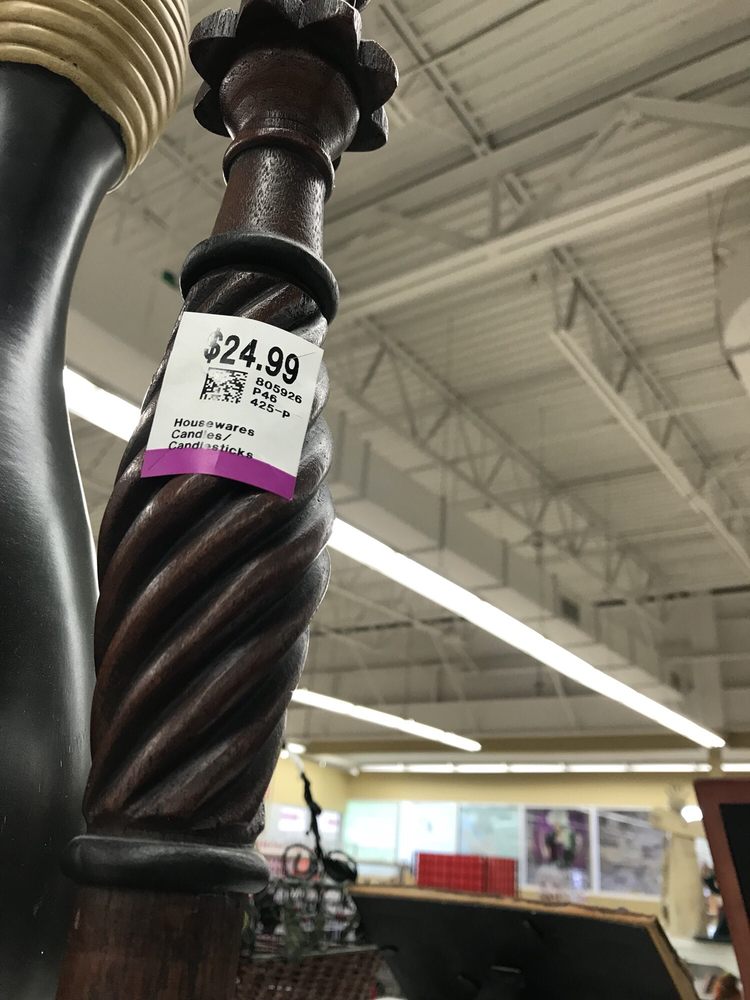 $24.99
805926
P46
425-P
Housewares
Candles/
Candlesticks